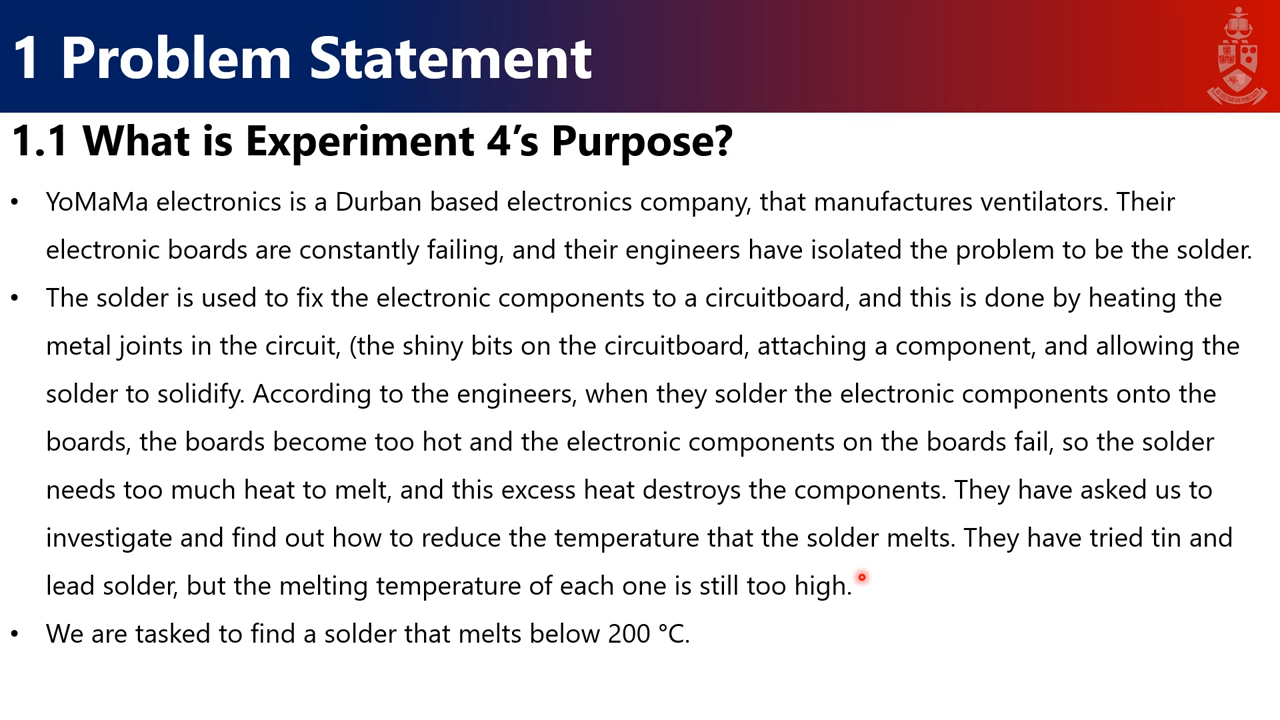 1 Problem Statement
1.1 What is Experiment 4’s Purpose?
• YoMaMa electronics is a Durban based electronics company, that manufactures ventilators. Their
electronic boards are constantly failing, and their engineers have isolated the problem to be the solder.
• The solder is used to fix the electronic components to a circuitboard, and this is done by heating the
metal joints in the circuit, (the shiny bits on the circuitboard, attaching a component, and allowing the
solder to solidify. According to the engineers, when they solder the electronic components onto the
boards, the boards become too hot and the electronic components on the boards fail, so the solder
needs too much heat to melt, and this excess heat destroys the components. They have asked us to
investigate and find out how to reduce the temperature that the solder melts. They have tried tin and
lead solder, but the melting temperature of each one is still too high.
• We are tasked to find a solder that melts below 200 °C.